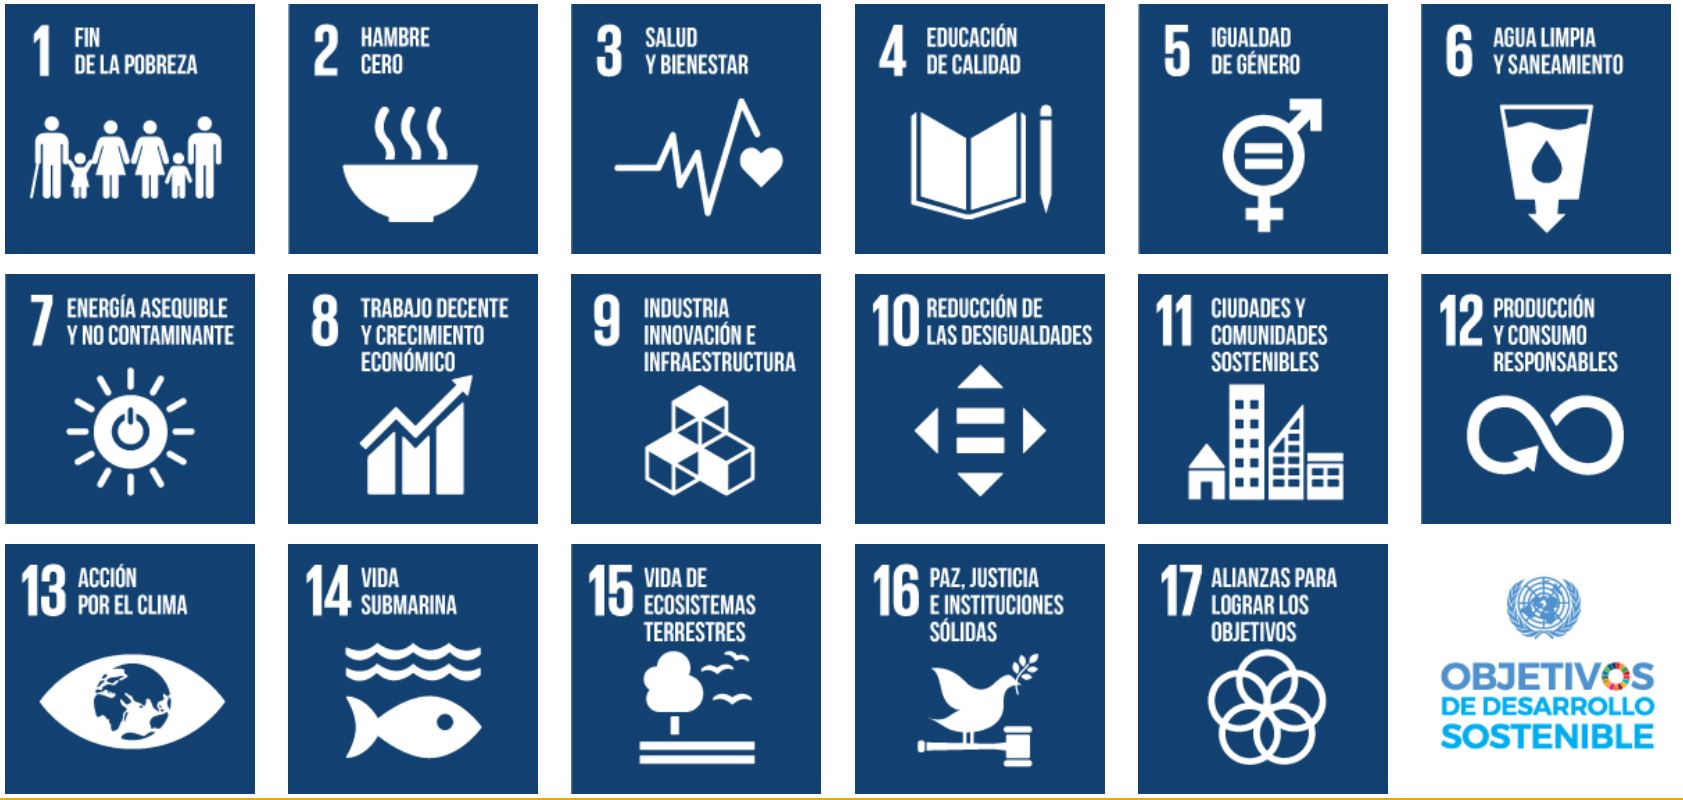 1 FIN
DE LA POBREZA
2 HAMBRE
CERO
3 SALUD
Y BIENESTAR
4 EDUCACIÓN
DE CALIDAD
5 IGUALDAD
DE GÉNERO
6 AGUA LIMPIA
Y SANEAMIENTO
7 ENERGÍA ASEQUIBLE
Y NO CONTAMINANTE
8 TRABAJO DECENTE
Y CRECIMIENTO
ECONÓMICO
9 INDUSTRIA
INNOVACIÓN E
INFRAESTRUCTURA
10 REDUCCIÓN DE
LAS DESIGUALDADES
11 CIUDADES Y
COMUNIDADES
SOSTENIBLES
12 PRODUCCIÓN
Y CONSUMO
RESPONSABLES
13 ACCIÓN
POR EL CLIMA
14 VIDA
SUBMARINA
15 VIDA DE
ECOSISTEMAS
TERRESTRES
16 PAZ, JUSTICIA
E INSTITUCIONES
SÓLIDAS
17 ALIANZAS PARA
LOGRAR LOS
OBJETIVOS
OBJETIVOS
DE DESARROLLO
SOSTENIBLE